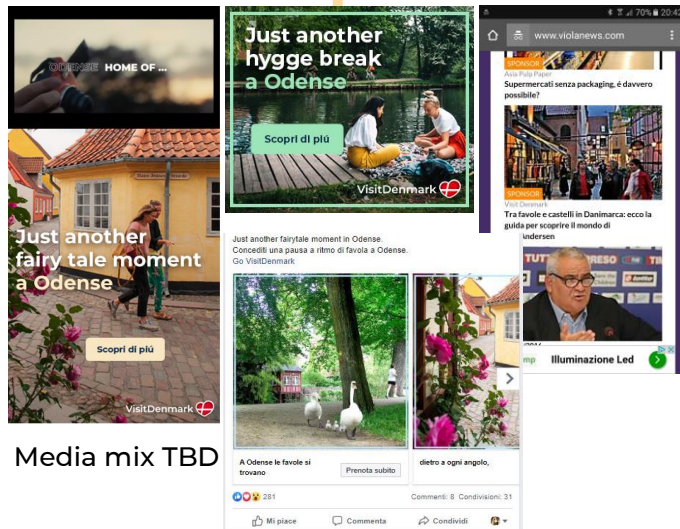 ODENSE HOME OF ...
Just another
fairy tale moment
a Odense
Scopri di piú
VisitDenmark
Media mix TBD
Just another
hygge break
a Odense
Scopri di piú
VisitDenmark
Just another fairytale moment in Odense.
Concediti una pausa a ritmo di favola a Odense.
Go VisitDenmark
A Odense le favole si
trovano
Prenota subito
dietro a ogni angolo,
281
Commenti: 8 Condivisioni: 31
Mi piace
Commenta
Condividi
70% 20:42
www.violanews.com
SPONSOR
Asia Pulp Paper
Supermercati senza packaging, é davvero
possibile?
SPONSOR
Visit Denmark
Tra favole e castelli in Danimarca: ecco la
guida per scoprire il mondo di
Andersen
Illuminazione Led